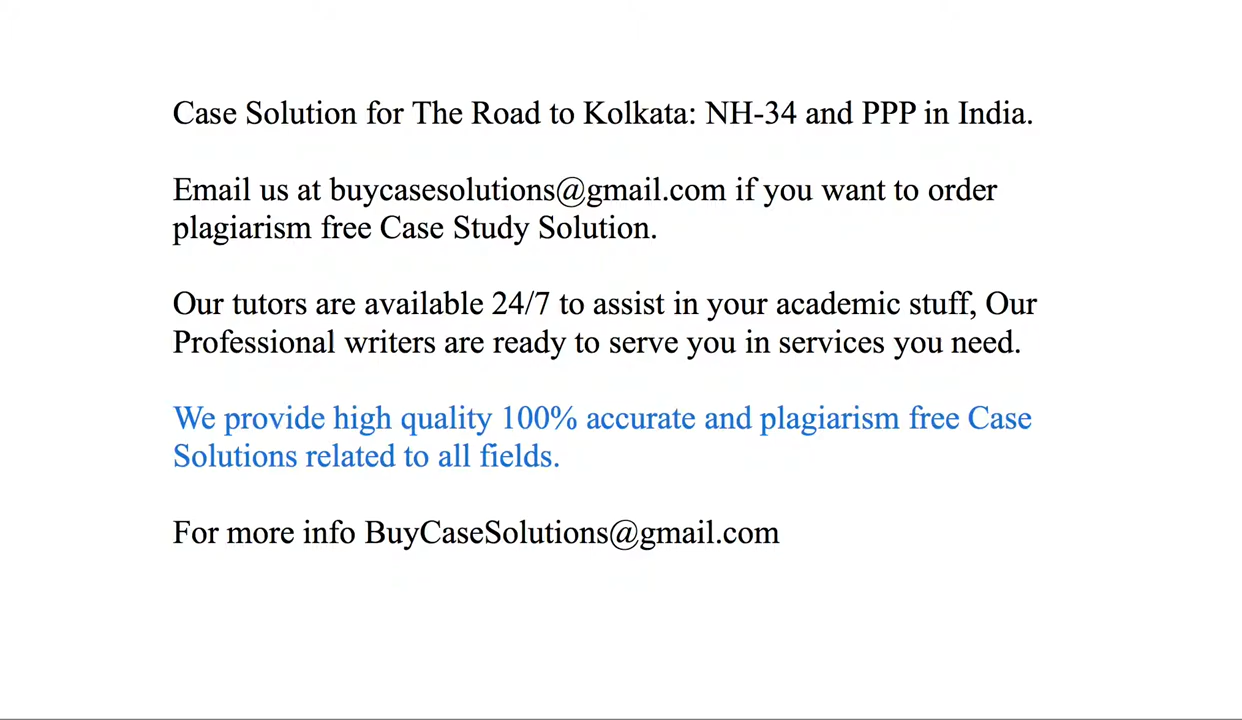 Case Solution for The Road to Kolkata: NH-34 and PPP in India.
Email us at buycasesolutions@gmail.com if you want to order
plagiarism free Case Study Solution.
Our tutors are available 24/7 to assist in your academic stuff, Our
Professional writers are ready to serve you in services you need.
We provide high quality 100% accurate and plagiarism free Case
Solutions related to all fields.
For more info BuyCaseSolutions@gmail.com